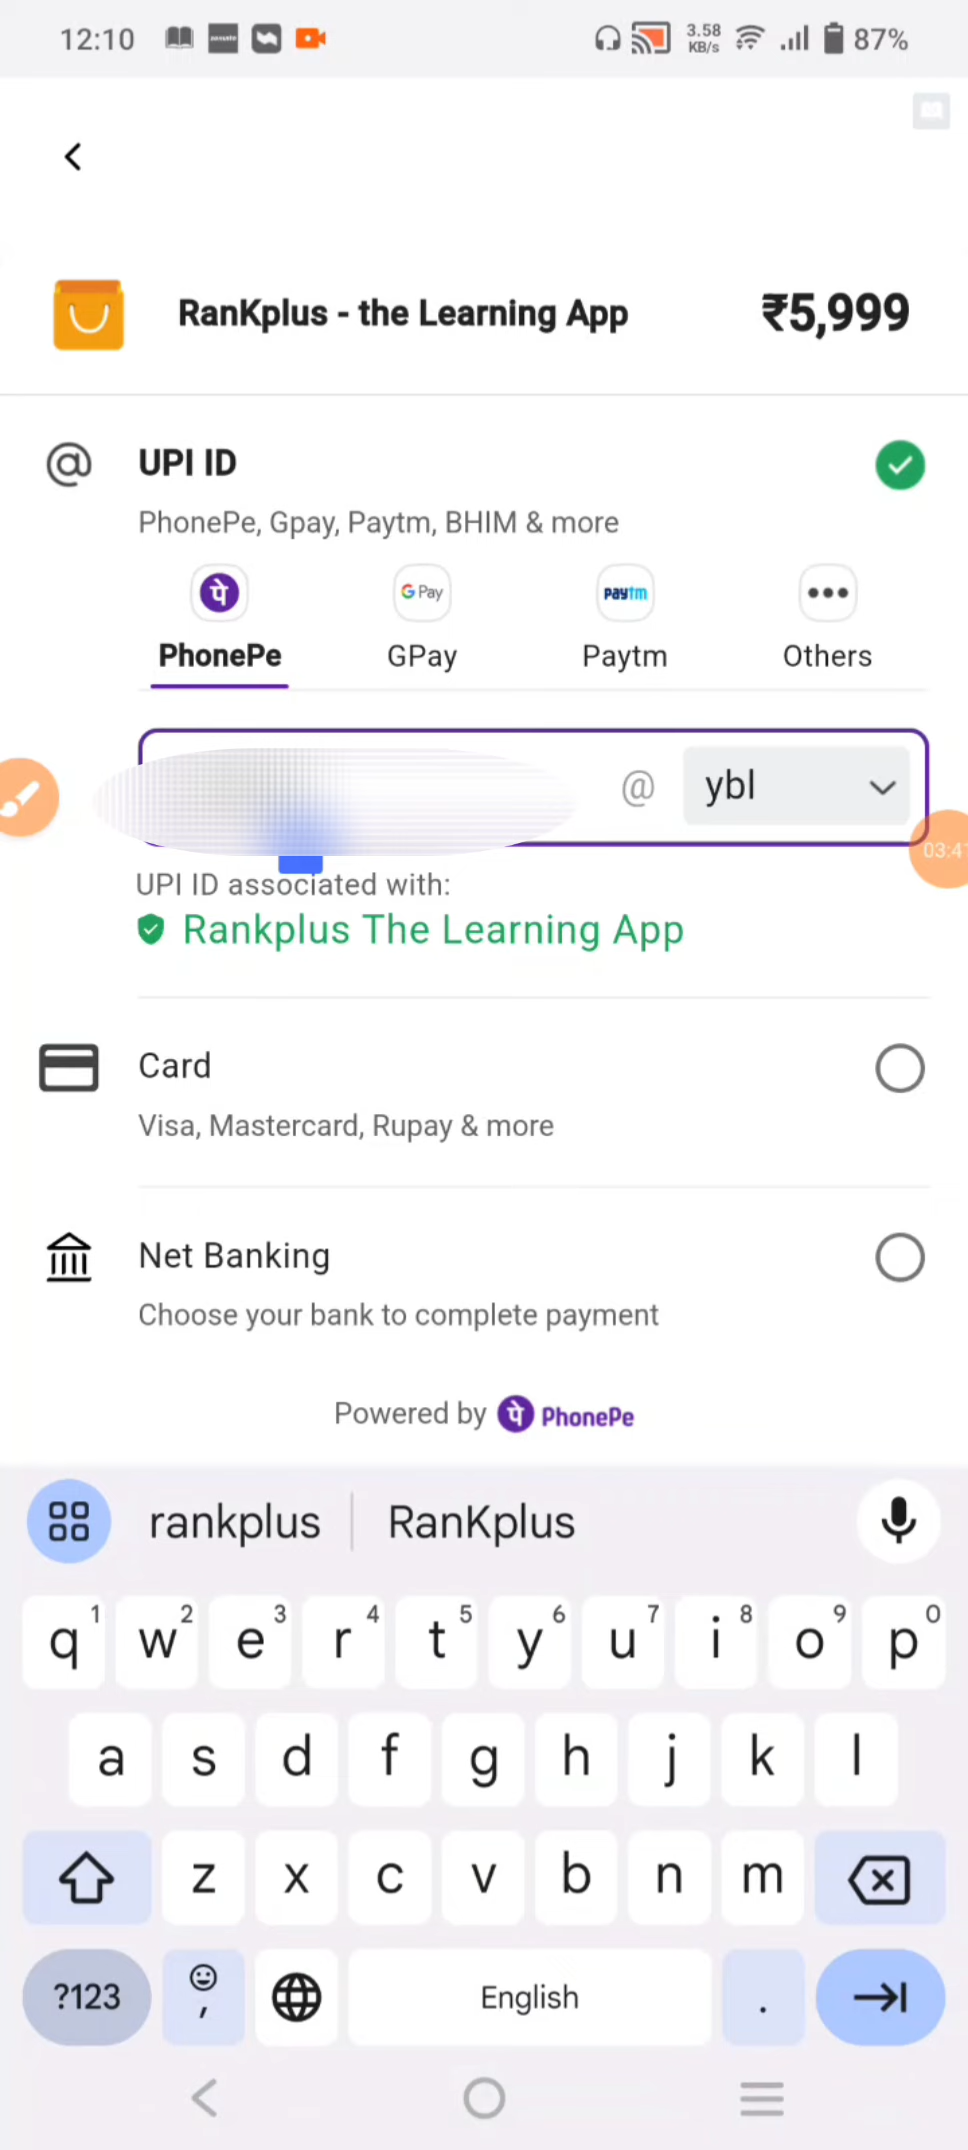 12:10
3.58
KB/s
87%
RanKplus - the Learning App
₹5,999
UPI ID
PhonePe, Gpay, Paytm, BHIM & more
पे
G Pay
paytm
PhonePe
GPay
Paytm
Others
@
ybl
03:4
UPI ID associated with:
Rankplus The Learning App
Card
Visa, Mastercard, Rupay & more
Net Banking
Choose your bank to complete payment
Powered by पे PhonePe
rankplus
RanKplus
q1 w2 e3 r4 t5 y6 u7 i8 o9 p0
a s d f g h j k l
z x c v b n m
?123
,
English
.